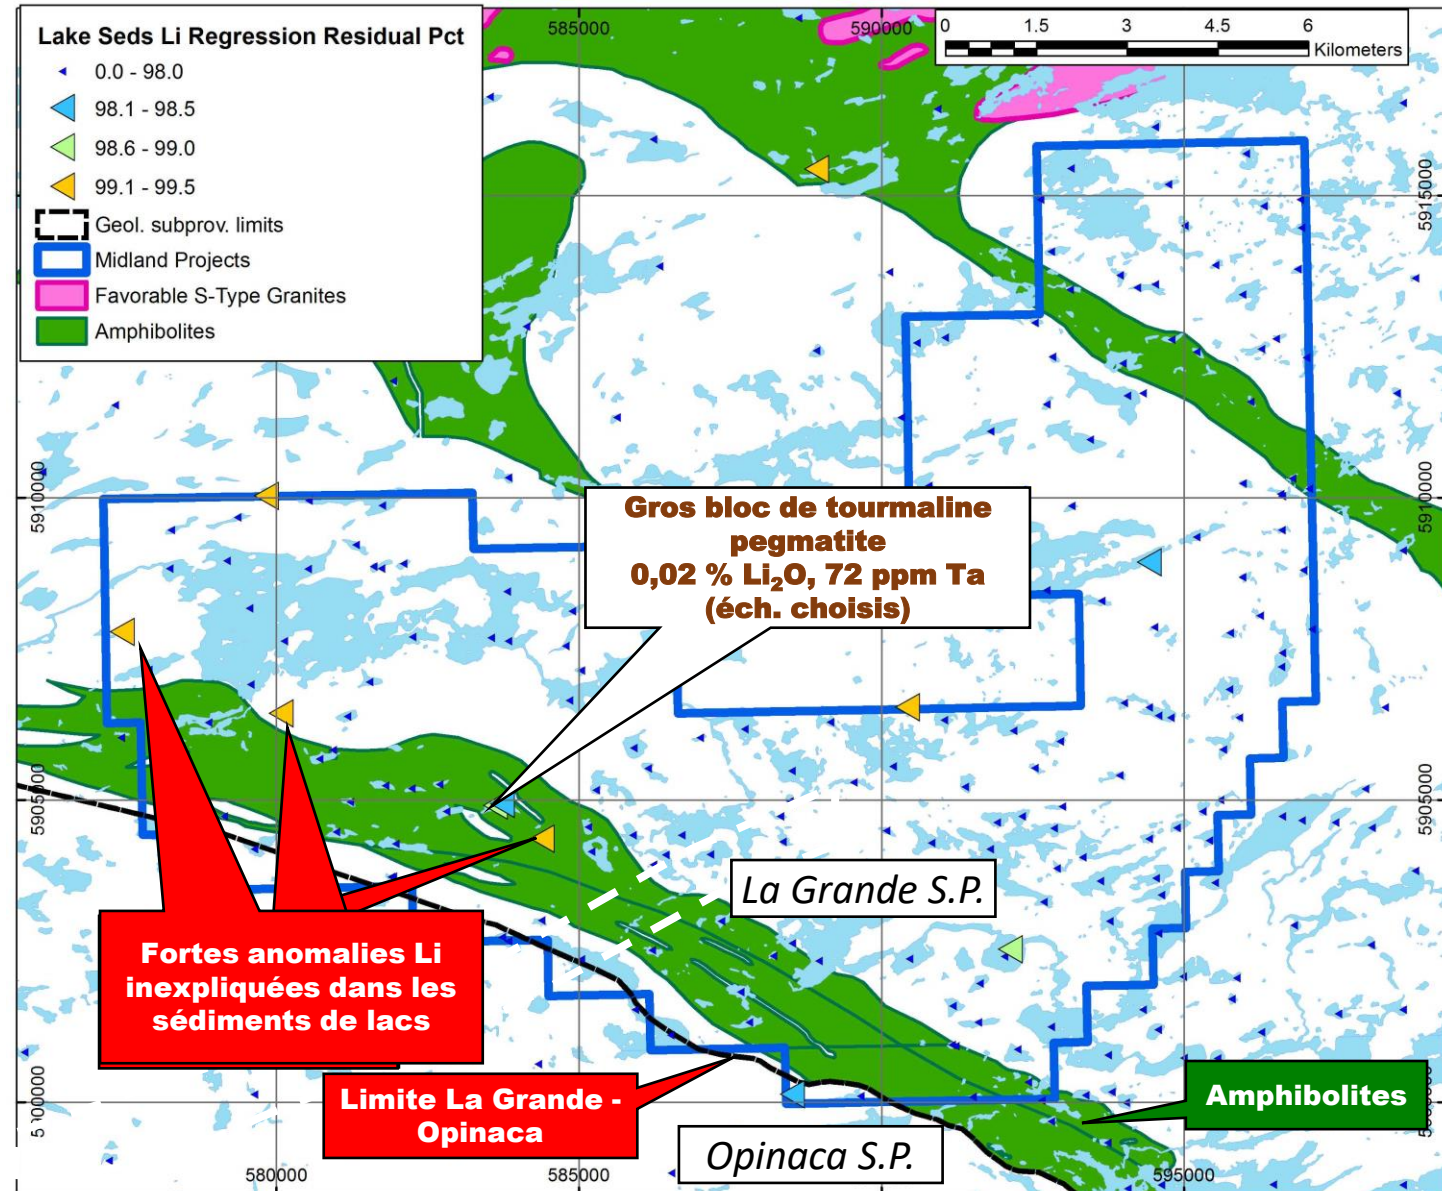 Lake Seds Li Regression Residual Pct
0.0 - 98.0
98.1 - 98.5
98.6 - 99.0
99.1 - 99.5
Geol. subprov. limits
Midland Projects
Favorable S-Type Granites
Amphibolites
585000
590000
0 1.5 3 4.5 6
Kilometers
5915000
5910000
5910000
Gros bloc de tourmaline
pegmatite
0,02 % Li₂O, 72 ppm Ta
(éch. choisis)
5905000
5905000
La Grande S.P.
Fortes anomalies Li
inexpliquées dans les
sédiments de lacs
Limite La Grande -
Opinaca
Amphibolites
Opinaca S.P.
580000
585000
595000